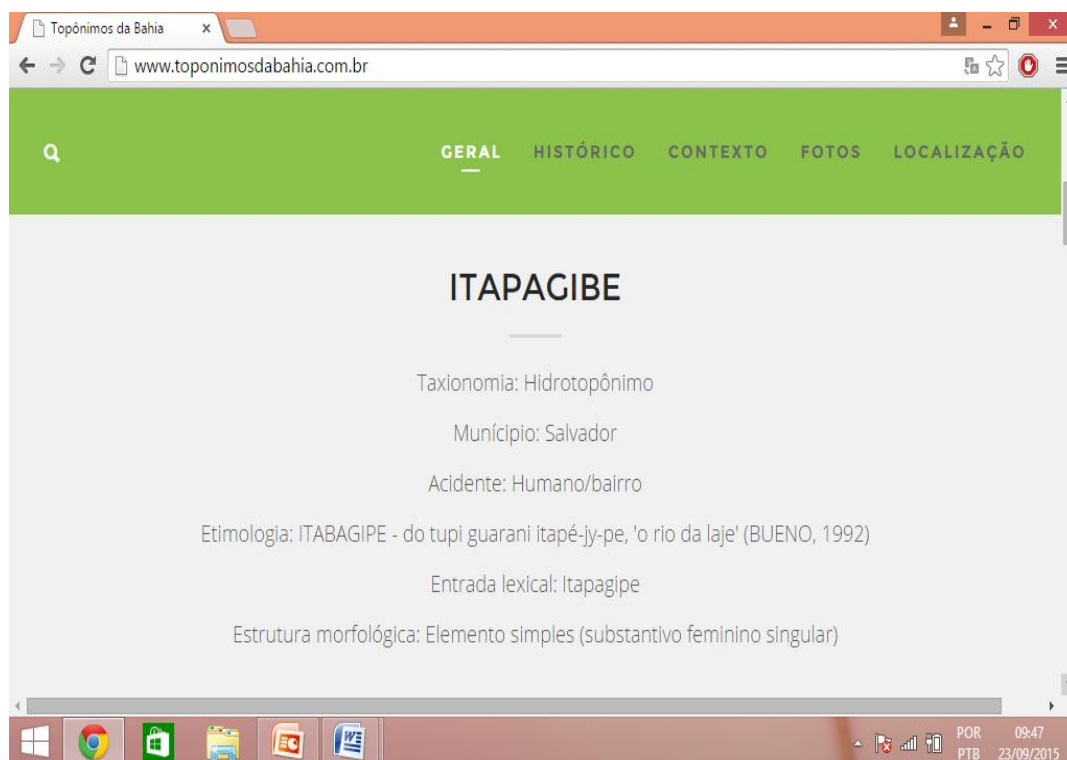 Topônimos da Bahia
www.toponimosdabahia.com.br
GERAL HISTÓRICO CONTEXTO FOTOS LOCALIZAÇÃO
ITAPAGIBE
Taxionomia: Hidrotopônimo
Munícipio: Salvador
Acidente: Humano/bairro
Etimologia: ITABAGIPE - do tupi guarani itapé-jy-pe, 'o rio da laje' (BUENO, 1992)
Entrada lexical: Itapagipe
Estrutura morfológica: Elemento simples (substantivo feminino singular)
POR 09:47
PTB 23/09/2015